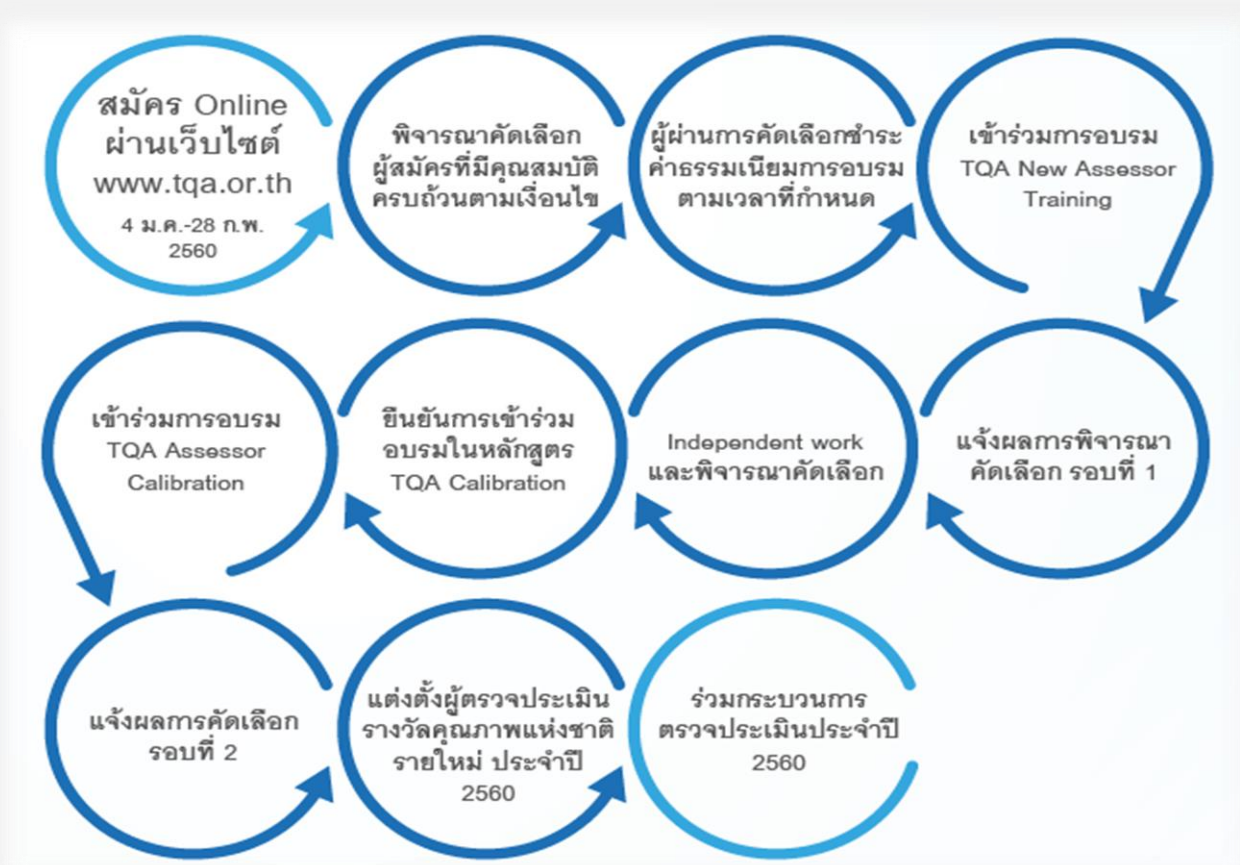 สมัคร Online
ผ่านเว็บไซต์
www.tqa.or.th
4 ม.ค.-28 ก.พ.
2560
พิจารณาคัดเลือก
ผู้สมัครที่มีคุณสมบัติ
ครบถ้วนตามเงื่อนไข
ผู้ผ่านการคัดเลือกชำระ
ค่าธรรมเนียมการอบรม
ตามเวลาที่กำหนด
เข้าร่วมการอบรม
TQA New Assessor
Training
แจ้งผลการพิจารณา
คัดเลือก รอบที่ 1
Independent work
และพิจารณาคัดเลือก
ยืนยันการเข้าร่วม
อบรมในหลักสูตร
TQA Calibration
เข้าร่วมการอบรม
TQA Assessor
Calibration
แจ้งผลการคัดเลือก
รอบที่ 2
แต่งตั้งผู้ตรวจประเมิน
รางวัลคุณภาพแห่งชาติ
รายใหม่ ประจำปี
2560
ร่วมกระบวนการ
ตรวจประเมินประจำปี
2560